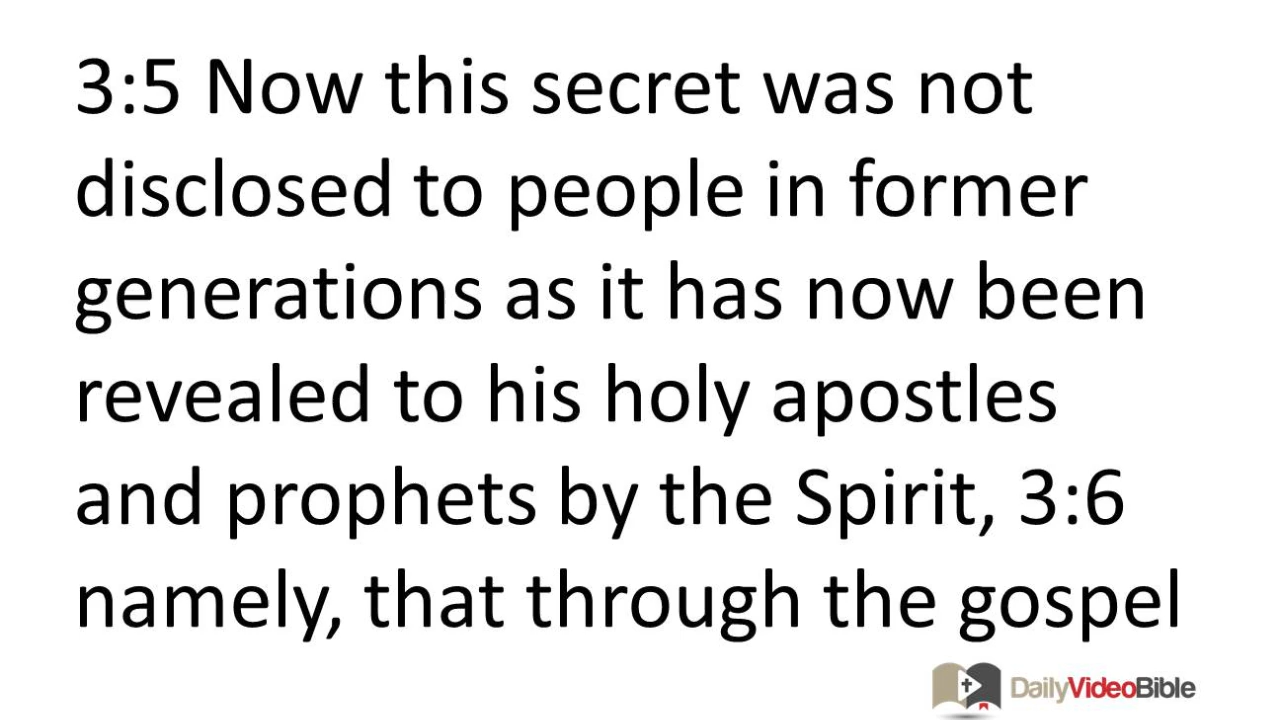 3:5 Now this secret was not
disclosed to people in former
generations as it has now been
revealed to his holy apostles
and prophets by the Spirit, 3:6
namely, that through the gospel
DailyVideoBible